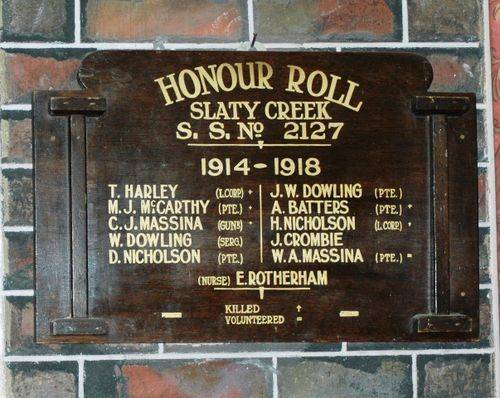 HONOUR ROLL
SLATY CREEK
S. S. No 2127
1914 - 1918
T. HARLEY (L.CORP)
M. J. McCARTHY (PTE.)
C. J. MASSINA (GUNR)
W. DOWLING (SERG)
D. NICHOLSON (PTE.)
J. W. DOWLING (PTE.)
A. BATTERS (PTE.)
H. NICHOLSON (L.CORP.)
J. CROMBIE
W. A. MASSINA (PTE.) =
(NURSE) E. ROTHERHAM
KILLED †
VOLUNTEERED =